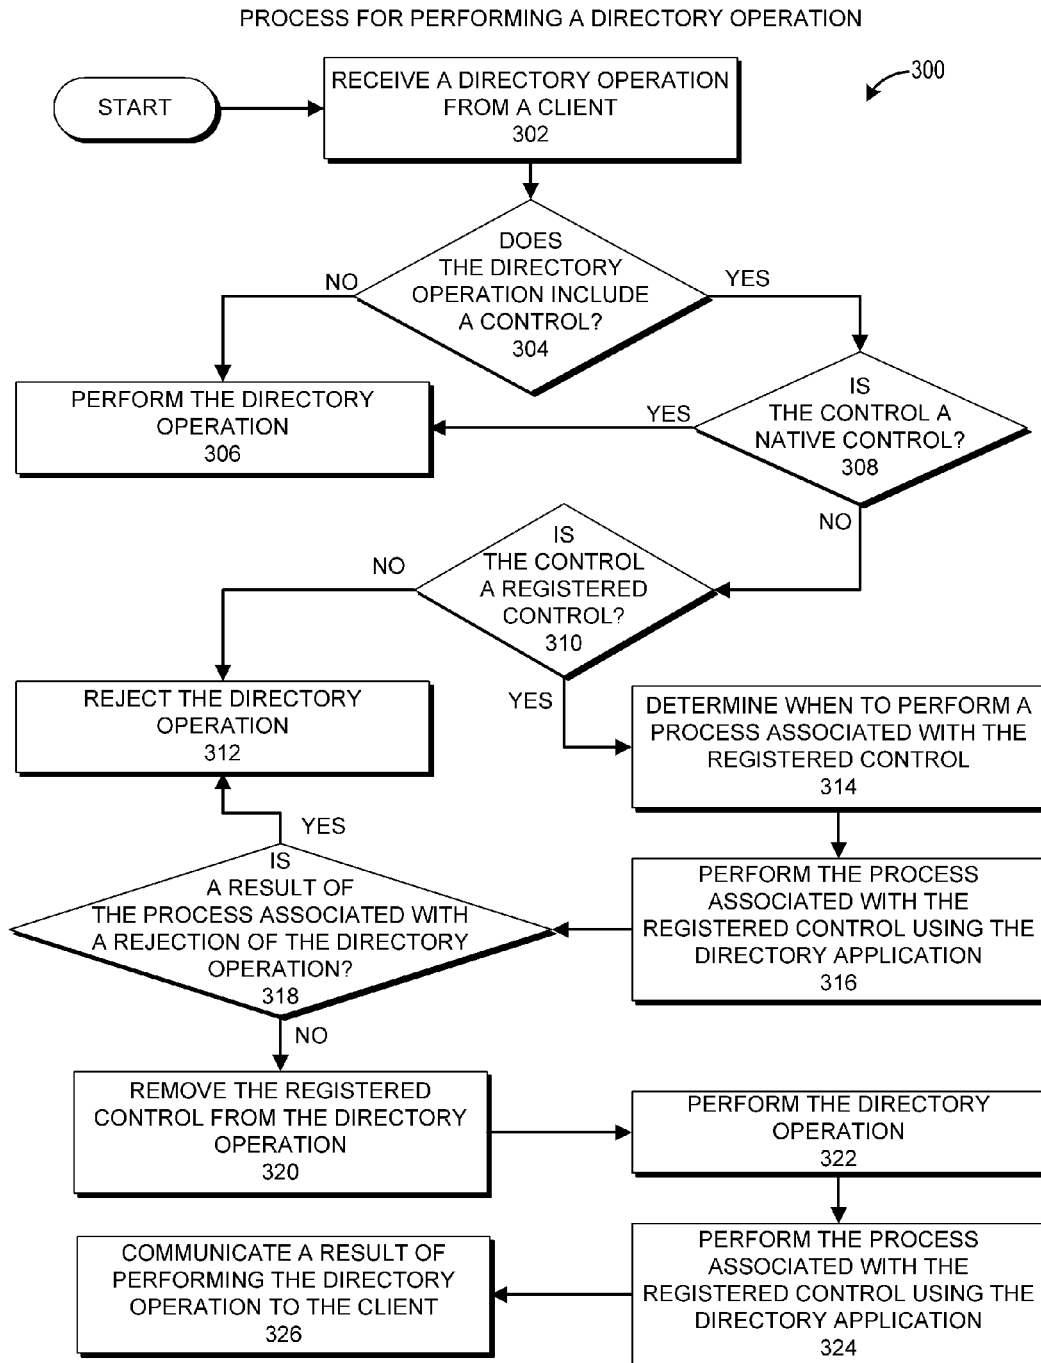 PROCESS FOR PERFORMING A DIRECTORY OPERATION
300
START
RECEIVE A DIRECTORY OPERATION
FROM A CLIENT
302
DOES
THE DIRECTORY
OPERATION INCLUDE
A CONTROL?
304
NO
YES
PERFORM THE DIRECTORY
OPERATION
306
YES
IS
THE CONTROL A
NATIVE CONTROL?
308
NO
IS
THE CONTROL
A REGISTERED
CONTROL?
310
NO
YES
REJECT THE DIRECTORY
OPERATION
312
DETERMINE WHEN TO PERFORM A
PROCESS ASSOCIATED WITH THE
REGISTERED CONTROL
314
YES
IS
A RESULT OF
THE PROCESS ASSOCIATED WITH
A REJECTION OF THE DIRECTORY
OPERATION?
318
PERFORM THE PROCESS
ASSOCIATED WITH THE
REGISTERED CONTROL USING THE
DIRECTORY APPLICATION
316
NO
REMOVE THE REGISTERED
CONTROL FROM THE DIRECTORY
OPERATION
320
PERFORM THE DIRECTORY
OPERATION
322
COMMUNICATE A RESULT OF
PERFORMING THE DIRECTORY
OPERATION TO THE CLIENT
326
PERFORM THE PROCESS
ASSOCIATED WITH THE
REGISTERED CONTROL USING THE
DIRECTORY APPLICATION
324